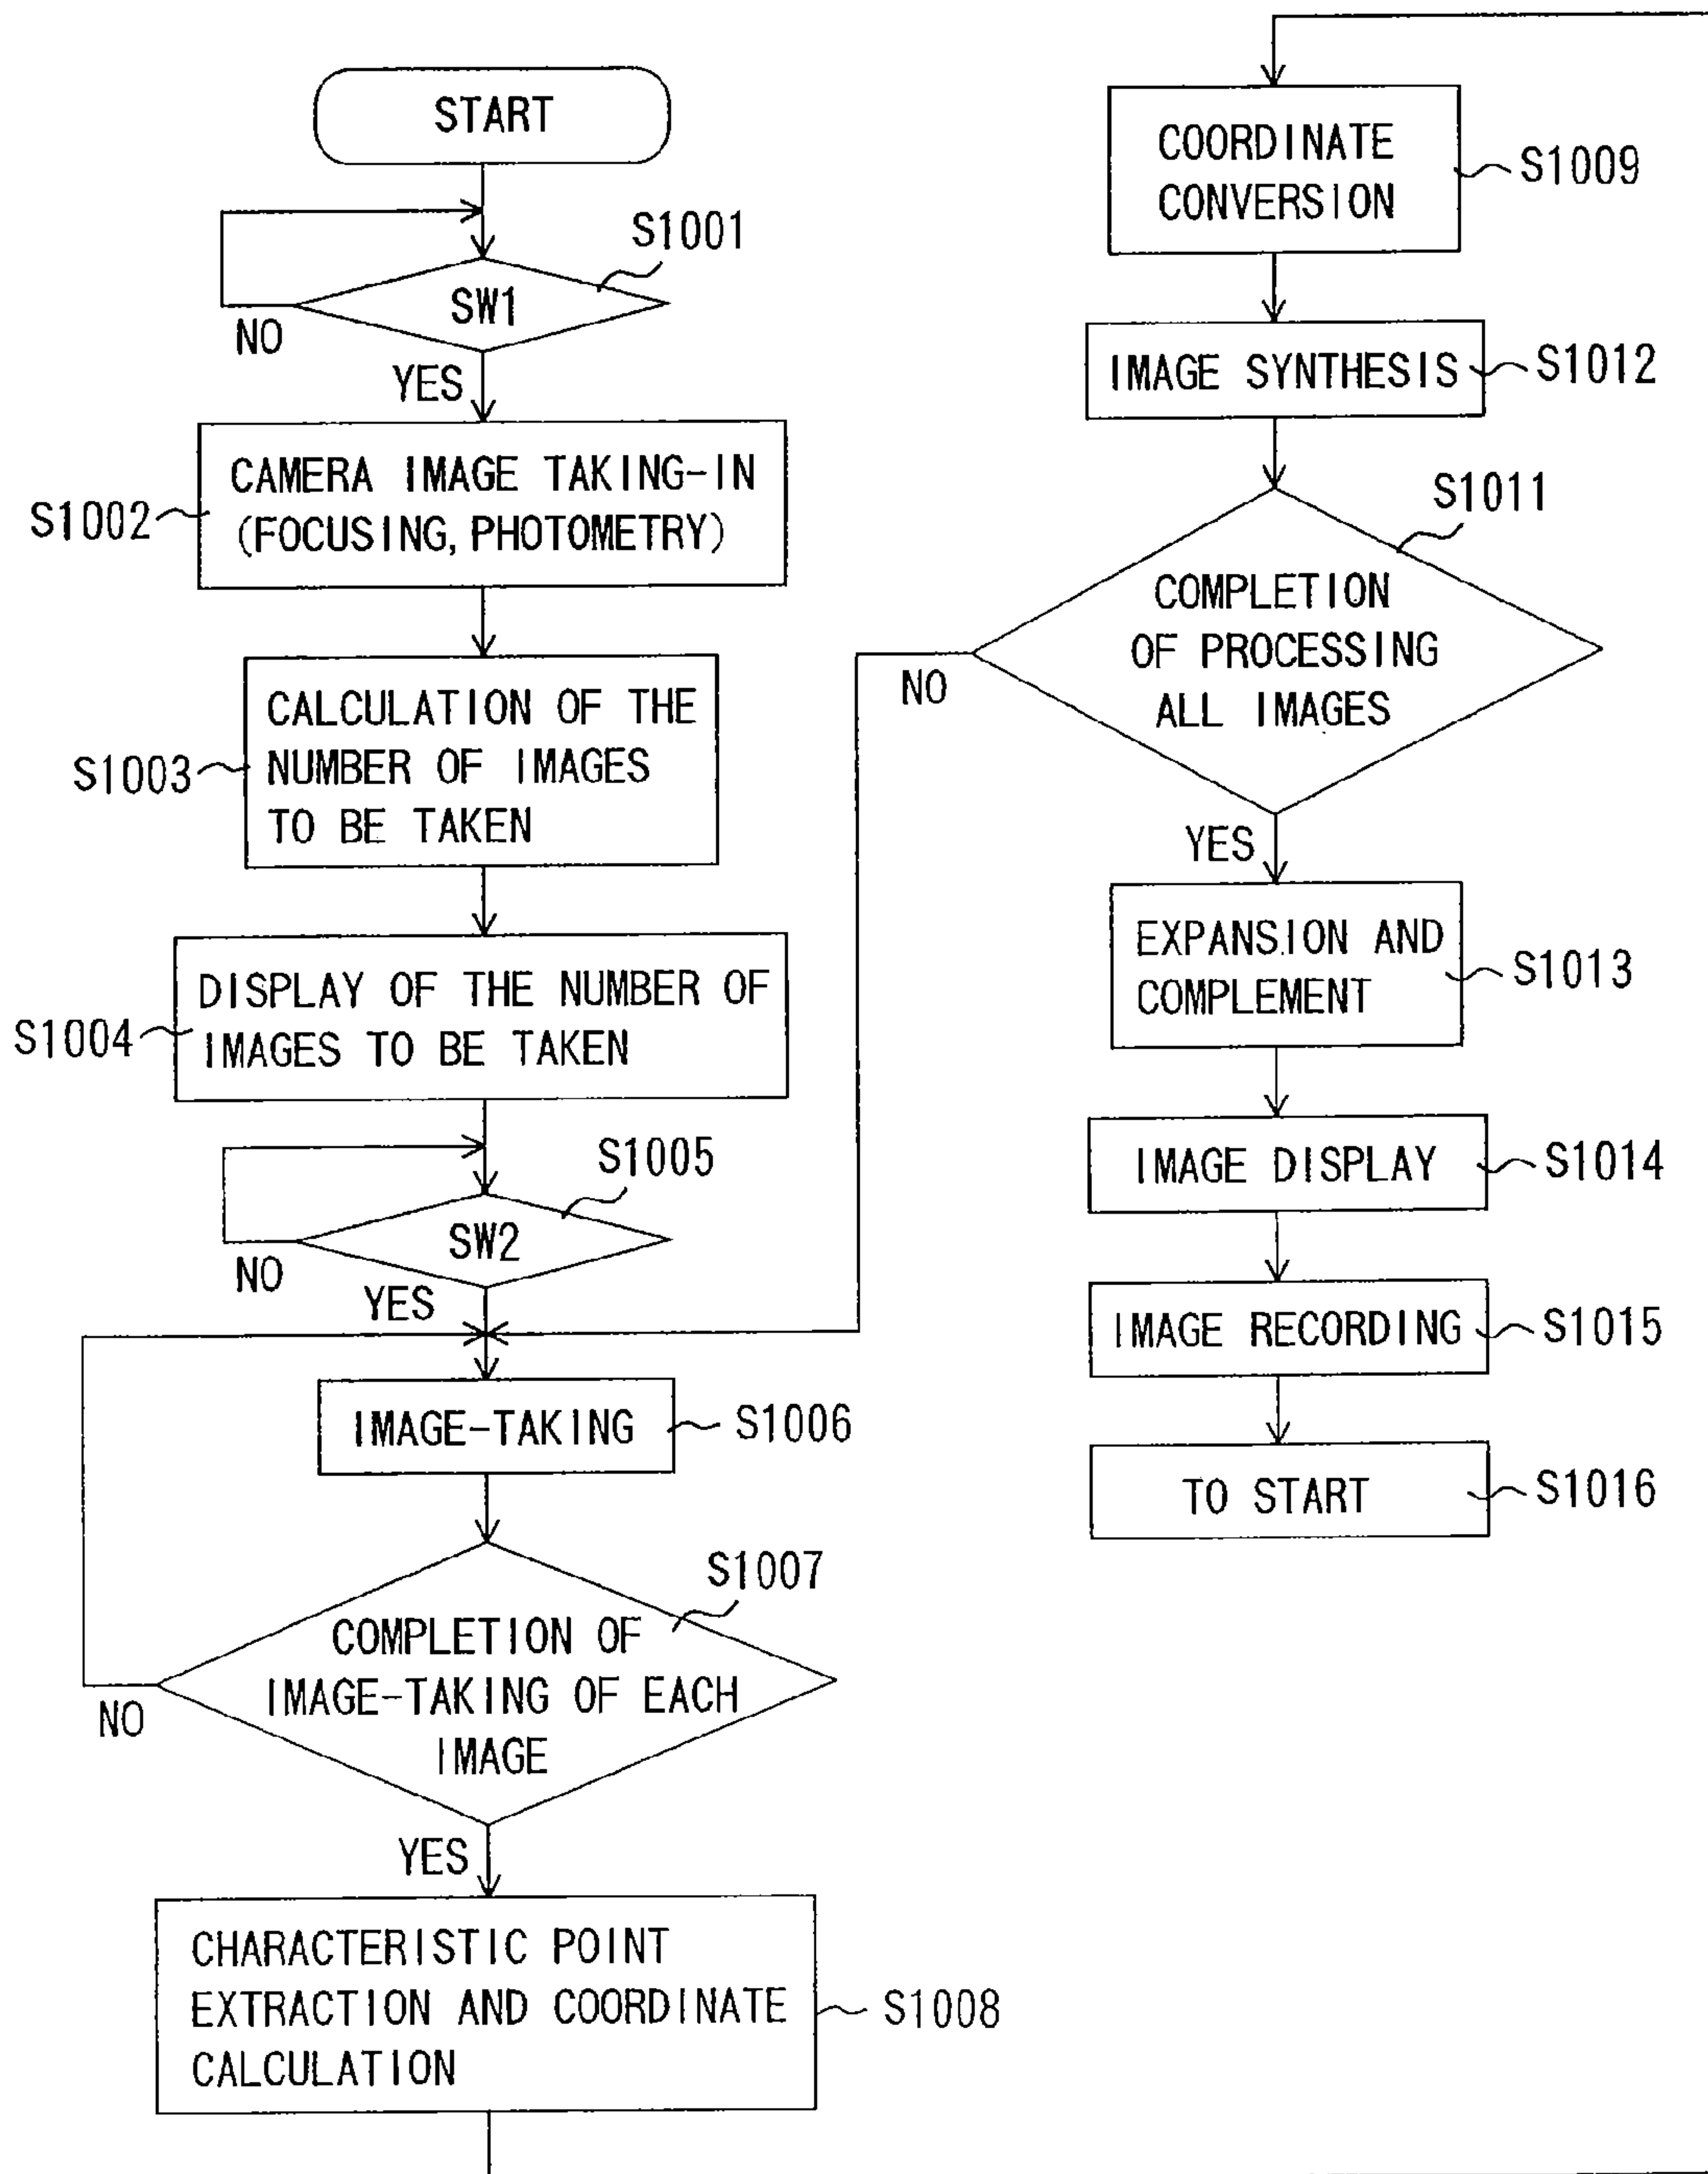 START
S1001
SW1
NO
YES
CAMERA IMAGE TAKING-IN
(FOCUSING, PHOTOMETRY)
S1002
CALCULATION OF THE
NUMBER OF IMAGES
TO BE TAKEN
S1003
DISPLAY OF THE NUMBER OF
IMAGES TO BE TAKEN
S1004
S1005
SW2
NO
YES
IMAGE-TAKING
S1006
S1007
COMPLETION OF
IMAGE-TAKING OF EACH
IMAGE
NO
YES
CHARACTERISTIC POINT
EXTRACTION AND COORDINATE
CALCULATION
S1008
COORDINATE
CONVERSION
S1009
IMAGE SYNTHESIS
S1012
S1011
COMPLETION
OF PROCESSING
ALL IMAGES
NO
YES
EXPANSION AND
COMPLEMENT
S1013
IMAGE DISPLAY
S1014
IMAGE RECORDING
S1015
TO START
S1016